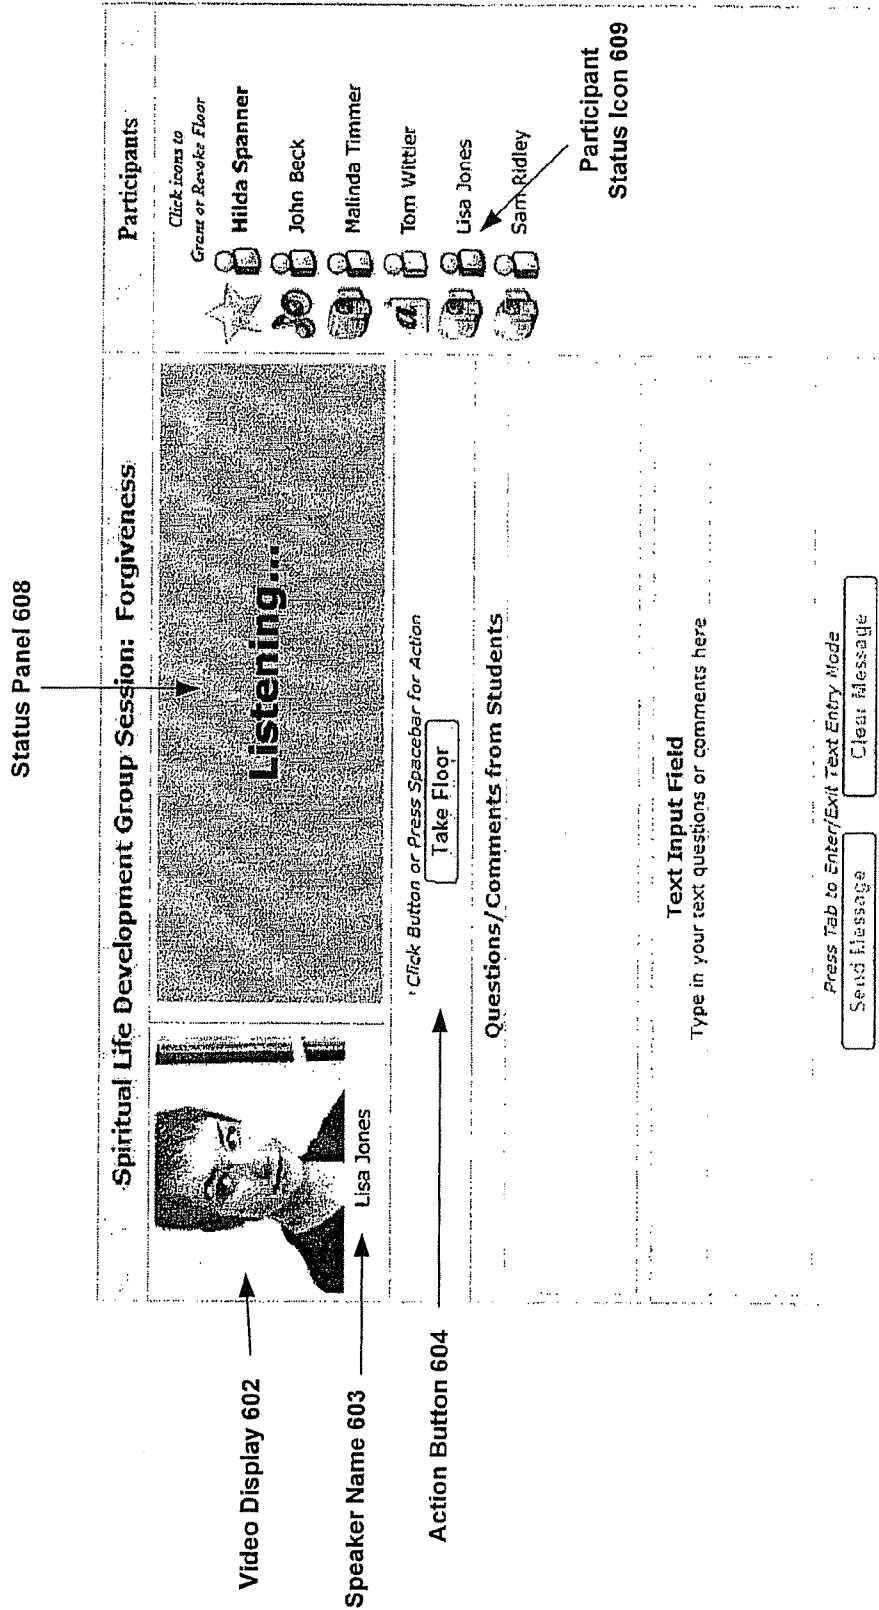 Status Panel 608
Spiritual Life Development Group Session: Forgiveness
Participants
Listening...
Click icons to
Grant or Revoke Floor
Hilda Spanner
John Beck
Malinda Timmer
Tom Wittier
Lisa Jones
Sam Ridley
Participant
Status Icon 609
Video Display 602
Lisa Jones
Speaker Name 603
Action Button 604
Click Button or Press Spacebar for Action
Take Floor
Questions/Comments from Students
Text Input Field
Type in your text questions or comments here
Press Tab to Enter/Exit Text Entry Mode
Send Message
Clear Message